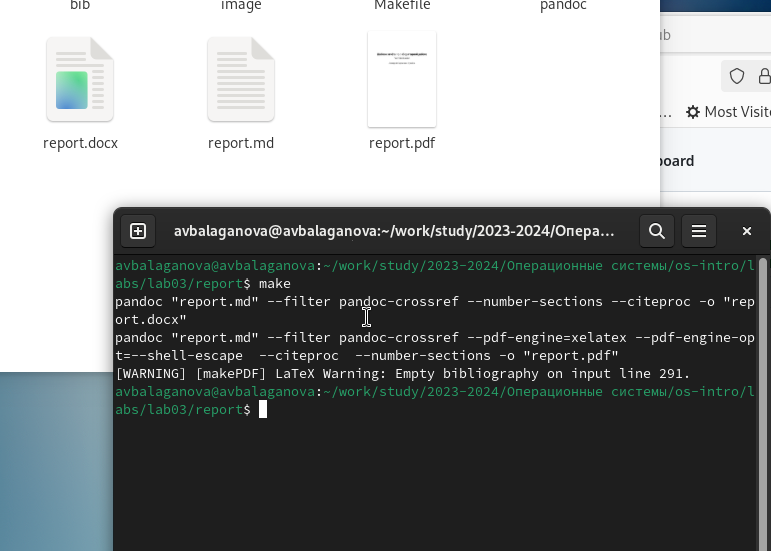 bib image Makefile pandoc
report.docx report.md report.pdf
Most Visite
board
avbalaganova@avbalaganova:~/work/study/2023-2024/Опера...
avbalaganova@avbalaganova:~/work/study/2023-2024/Операционные системы/os-intro/l
abs/lab03/report$ make
pandoc "report.md" --filter pandoc-crossref --number-sections --citeproc -o "rep
ort.docx"
pandoc "report.md" --filter pandoc-crossref --pdf-engine=xelatex --pdf-engine-op
t=--shell-escape  --citeproc  --number-sections -o "report.pdf"
[WARNING] [makePDF] LaTeX Warning: Empty bibliography on input line 291.
avbalaganova@avbalaganova:~/work/study/2023-2024/Операционные системы/os-intro/l
abs/lab03/report$